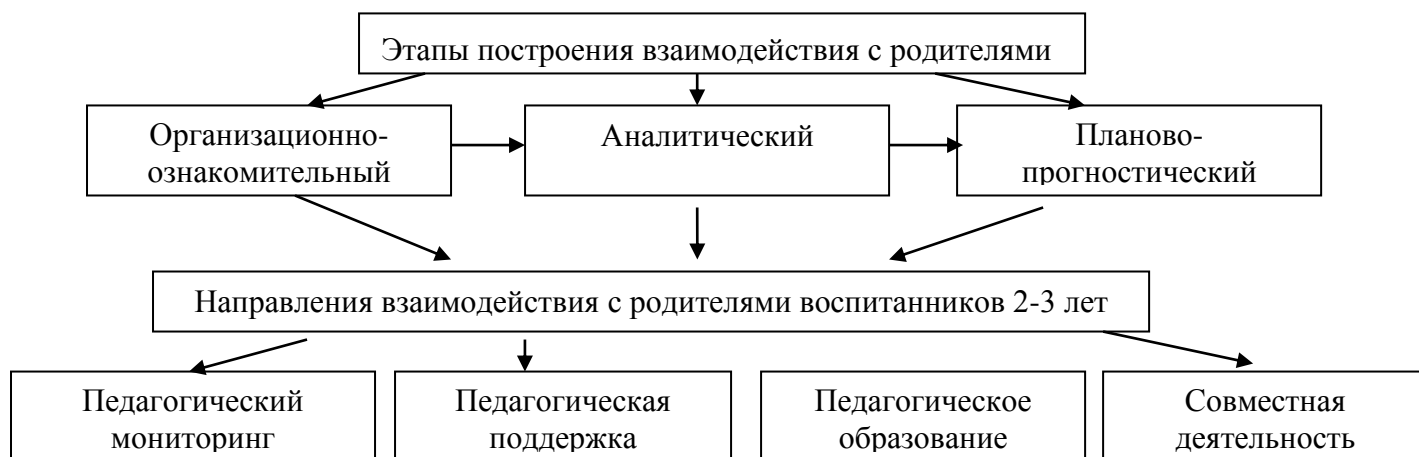 Этапы построения взаимодействия с родителями
Организационно-
ознакомительный
Аналитический
Планово-
прогностический
Направления взаимодействия с родителями воспитанников 2-3 лет
Педагогический
мониторинг
Педагогическая
поддержка
Педагогическое
образование
Совместная
деятельность